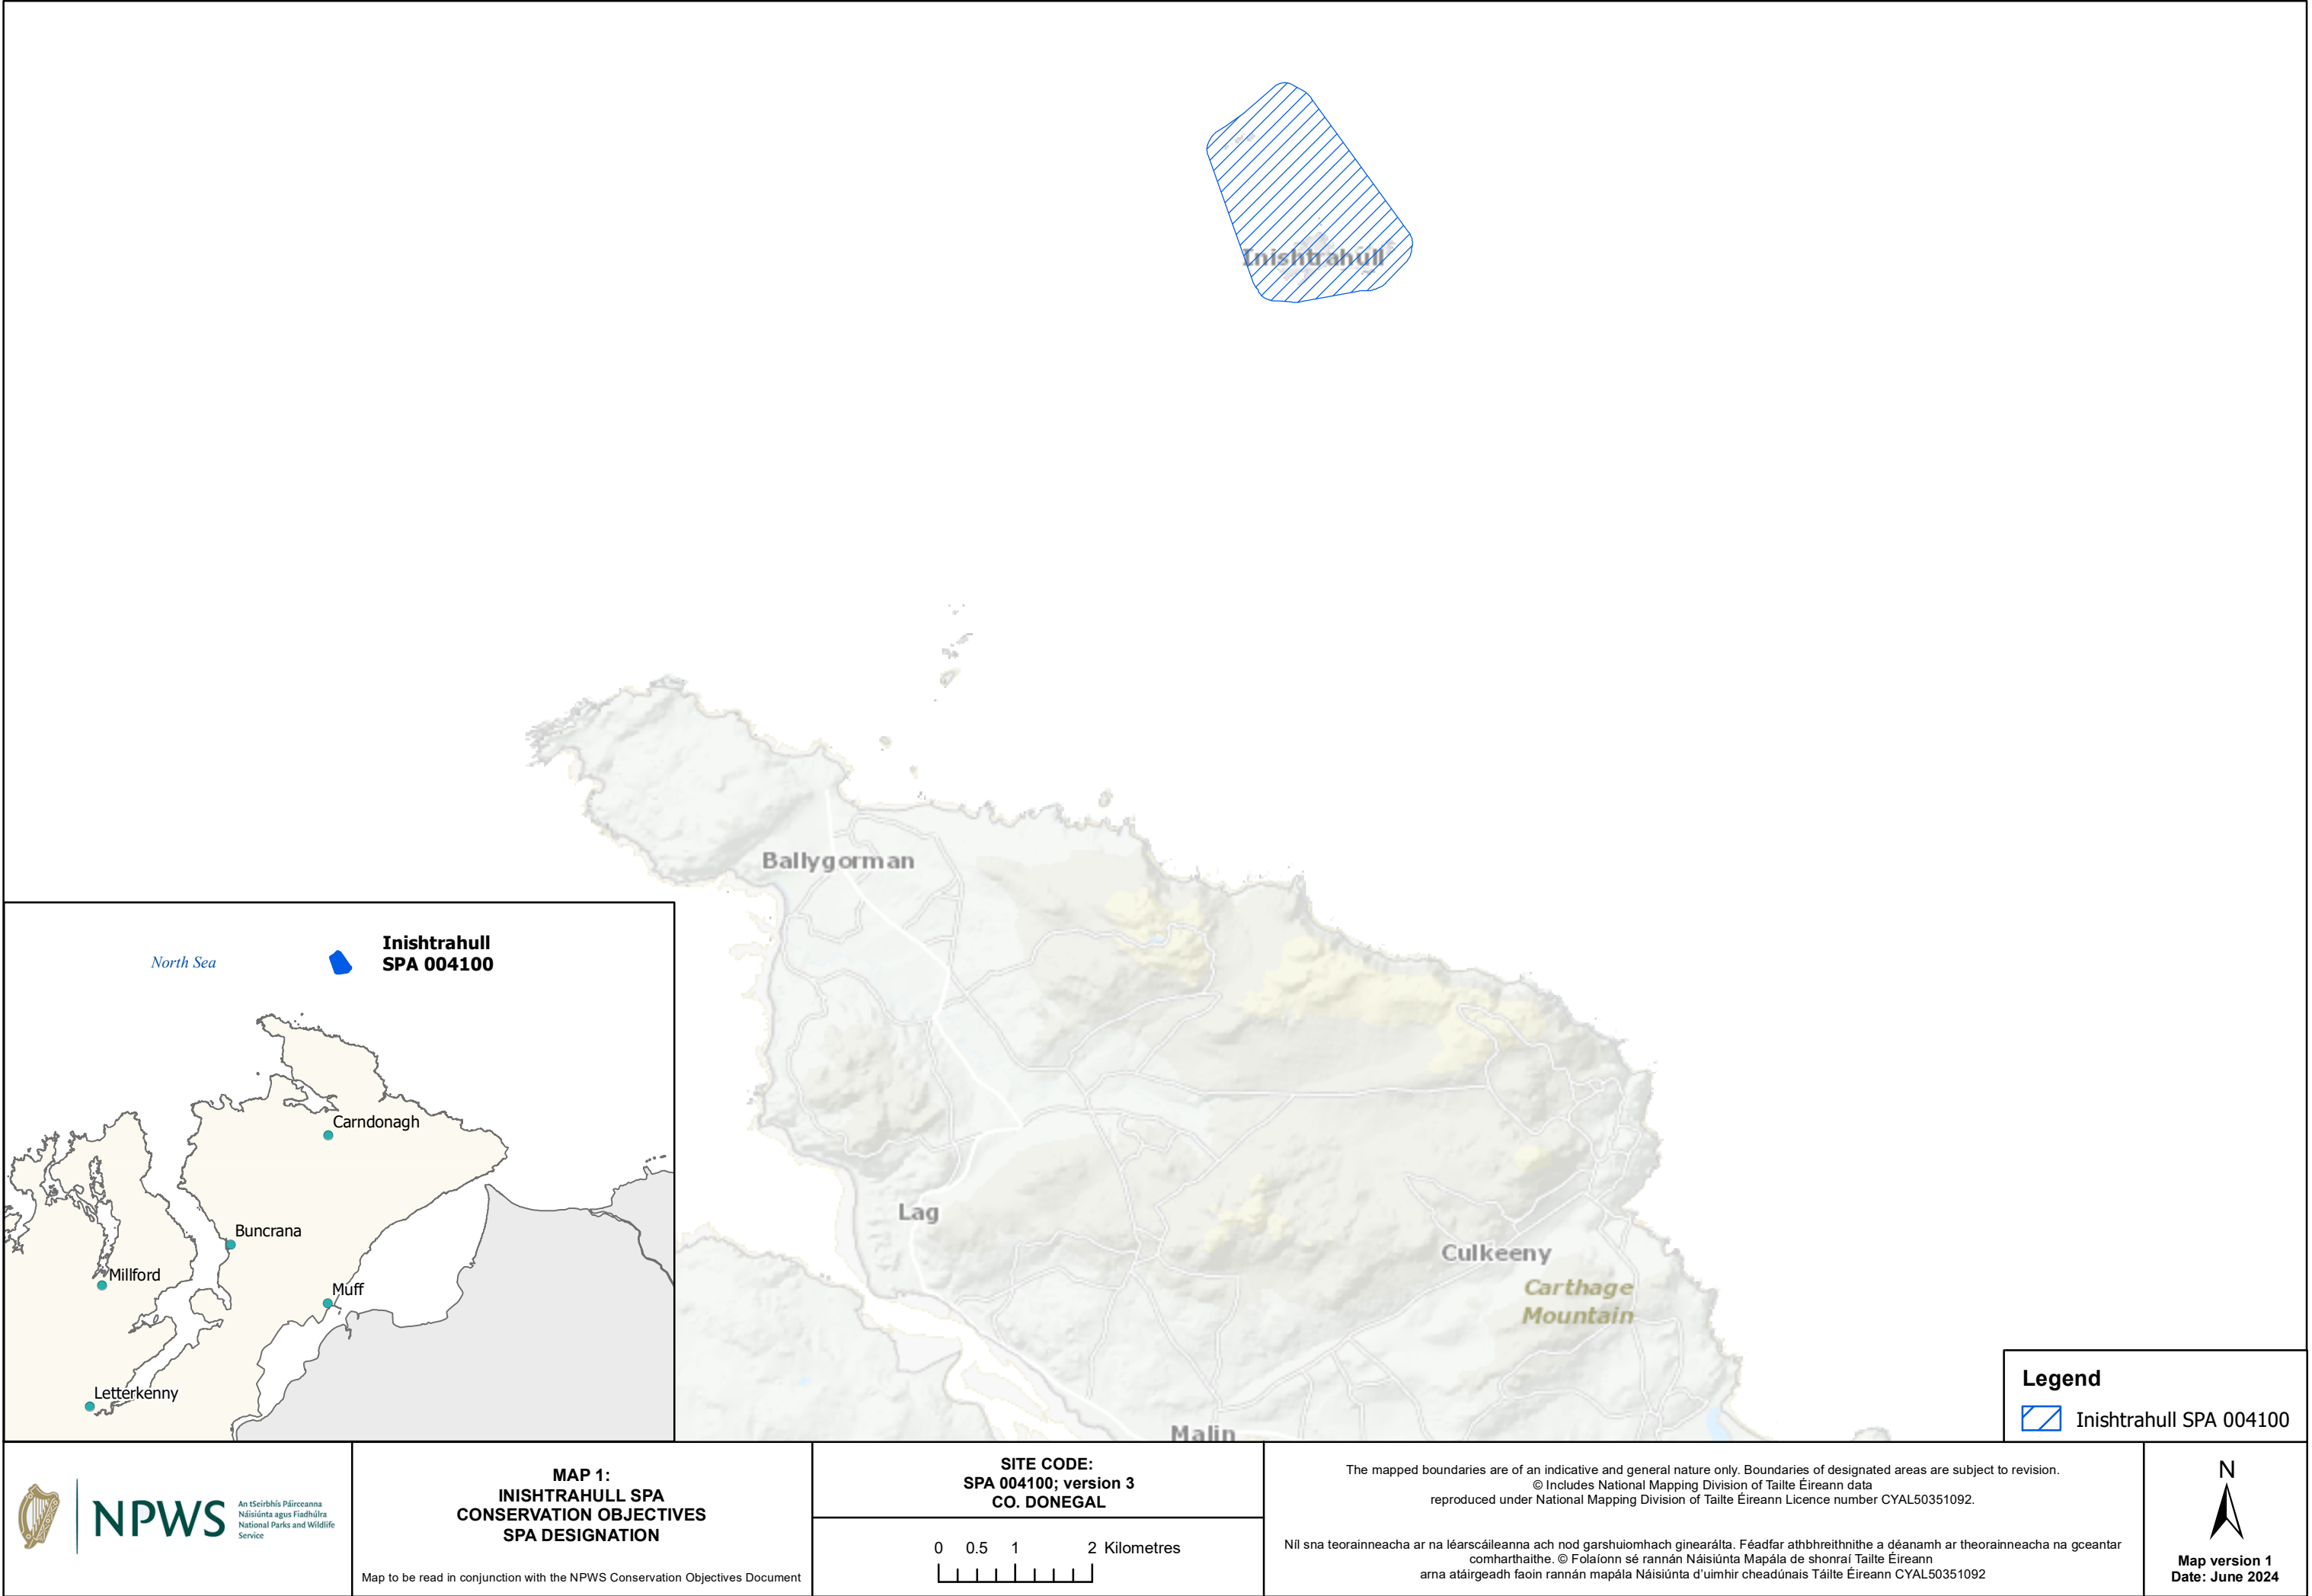 Inishtrahull
Ballygorman
Lag
Culkeeny
Carthage
Mountain
Malin
North Sea
Inishtrahull
SPA 004100
Carndonagh
Buncrana
Millford
Muff
Letterkenny
Legend
Inishtrahull SPA 004100
NPWS
An tSeirbhís Páirceanna
Náisiúnta agus Fiadhúlra
National Parks and Wildlife
Service
MAP 1:
INISHTRAHULL SPA
CONSERVATION OBJECTIVES
SPA DESIGNATION
Map to be read in conjunction with the NPWS Conservation Objectives Document
SITE CODE:
SPA 004100; version 3
CO. DONEGAL
0 0.5 1 2 Kilometres
The mapped boundaries are of an indicative and general nature only. Boundaries of designated areas are subject to revision.
© Includes National Mapping Division of Tailte Éireann data
reproduced under National Mapping Division of Tailte Éireann Licence number CYAL50351092.
Níl sna teorainneacha ar na léarscáileanna ach nod garshuiomhach ginearálta. Féadfar athbhreithnithe a déanamh ar theorainneacha na gceantar
comharthaithe. © Folaíonn sé rannán Náisiúnta Mapála de shonraí Tailte Éireann
arna atáirgeadh faoin rannán mapála Náisiúnta d'uimhir cheadúnais Táilte Éireann CYAL50351092
N
Map version 1
Date: June 2024